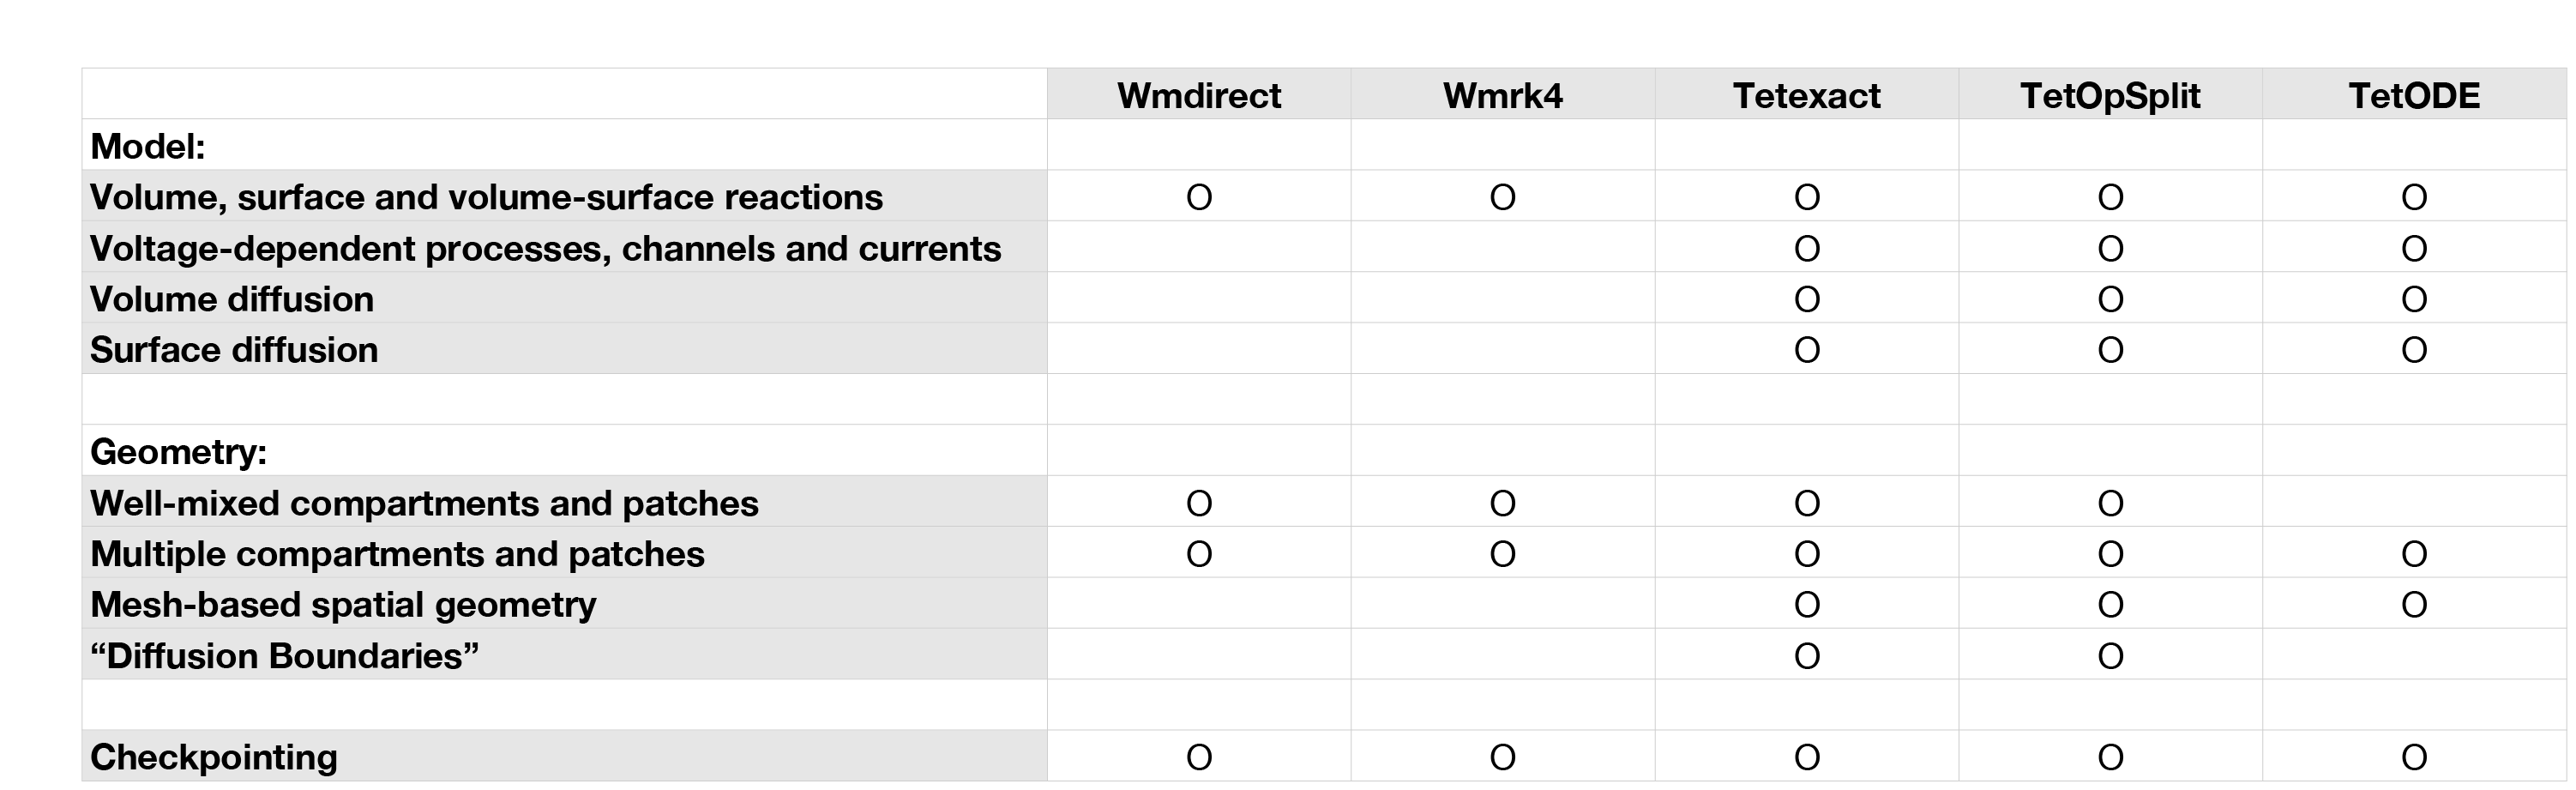 Wmdirect Wmrk4 Tetexact TetOpSplit TetODE
Model:
Volume, surface and volume-surface reactions O O O O O
Voltage-dependent processes, channels and currents O O O
Volume diffusion O O O
Surface diffusion O O O
Geometry:
Well-mixed compartments and patches O O O O
Multiple compartments and patches O O O O O
Mesh-based spatial geometry O O O
“Diffusion Boundaries” O O
Checkpointing O O O O O